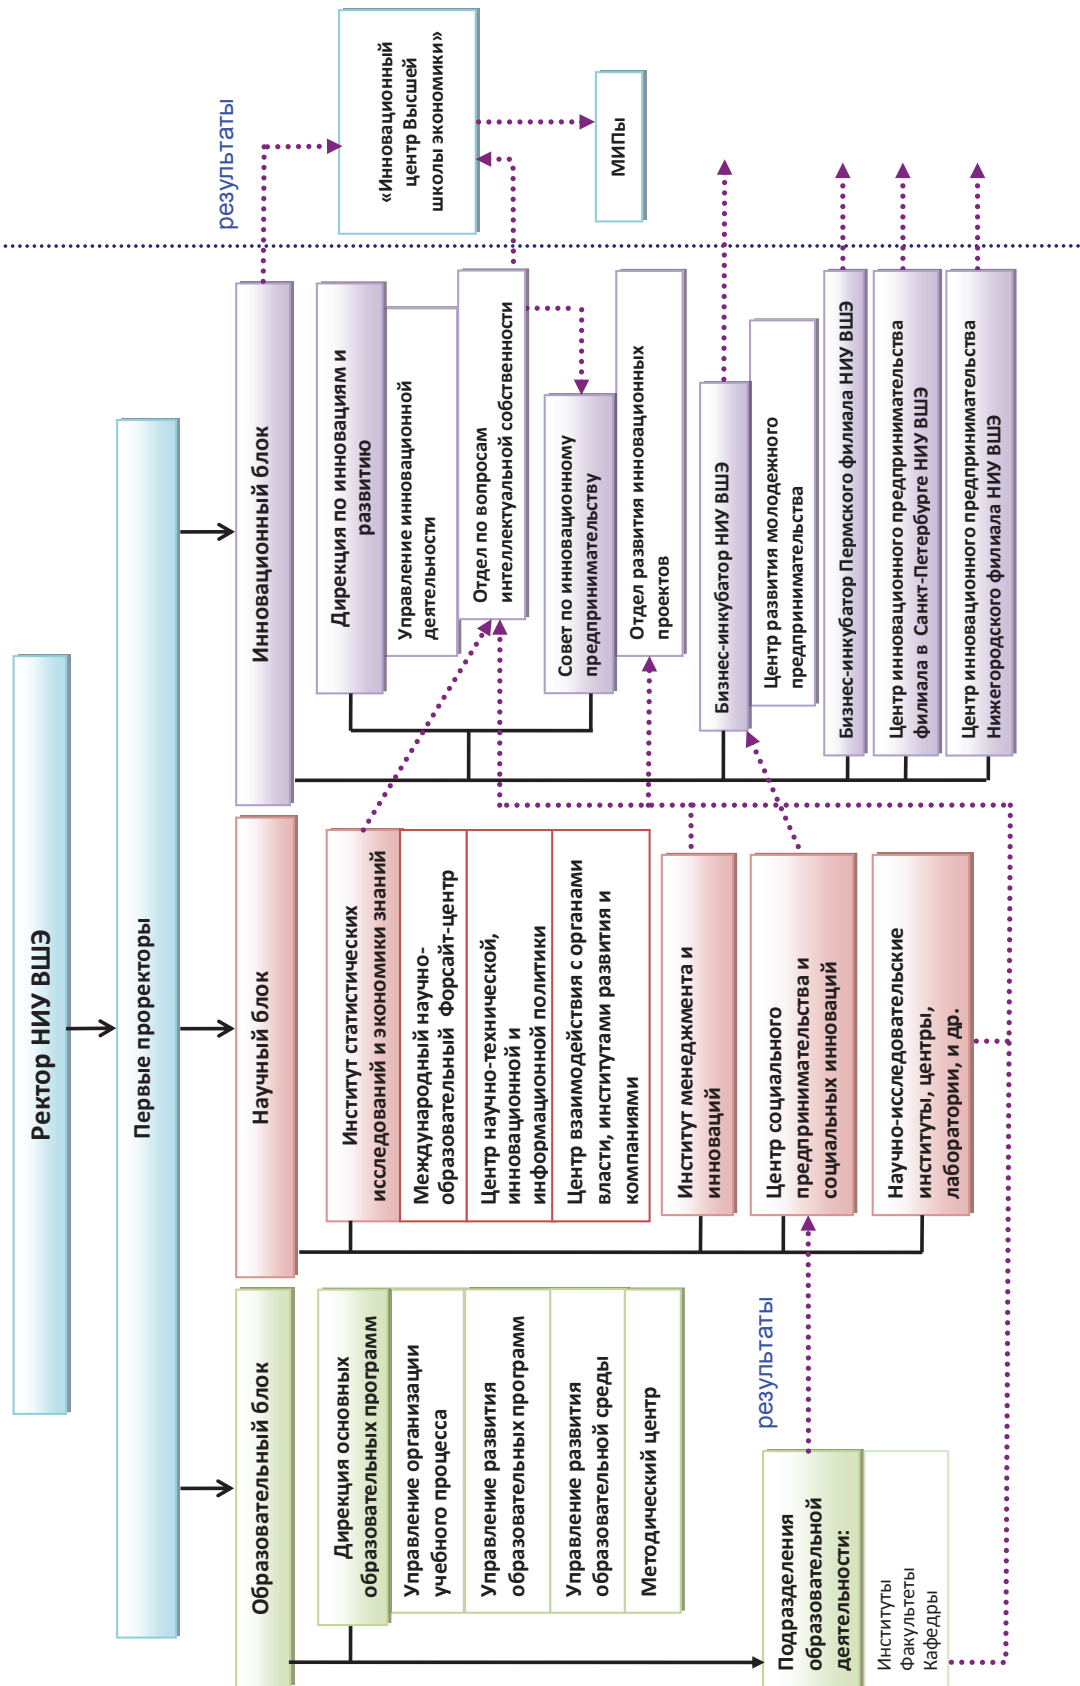 Ректор НИУ ВШЭ
Первые проректоры
Образовательный блок
Дирекция основных
образовательных программ
Управление организации
учебного процесса
Управление развития
образовательных программ
Управление развития
образовательной среды
Методический центр
Подразделения
образовательной
деятельности:
Институты
Факультеты
Кафедры
результаты
Научный блок
Институт статистических
исследований и экономики знаний
Международный научно-
образовательный Форсайт-центр
Центр научно-технической,
инновационной и
информационной политики
Центр взаимодействия с органами
власти, институтами развития и
компаниями
Институт менеджмента и
инноваций
Центр социального
предпринимательства и
социальных инноваций
Научно-исследовательские
институты, центры,
лаборатории, и др.
Инновационный блок
Дирекция по инновациям и
развитию
Управление инновационной
деятельности
Отдел по вопросам
интеллектуальной собственности
Совет по инновационному
предпринимательству
Отдел развития инновационных
проектов
Бизнес-инкубатор НИУ ВШЭ
Центр развития молодежного
предпринимательства
Бизнес-инкубатор Пермского филиала НИУ ВШЭ
Центр инновационного предпринимательства
филиала в Санкт-Петербурге НИУ ВШЭ
Центр инновационного предпринимательства
Нижегородского филиала НИУ ВШЭ
результаты
«Инновационный
центр Высшей
школы экономики»
МИПы